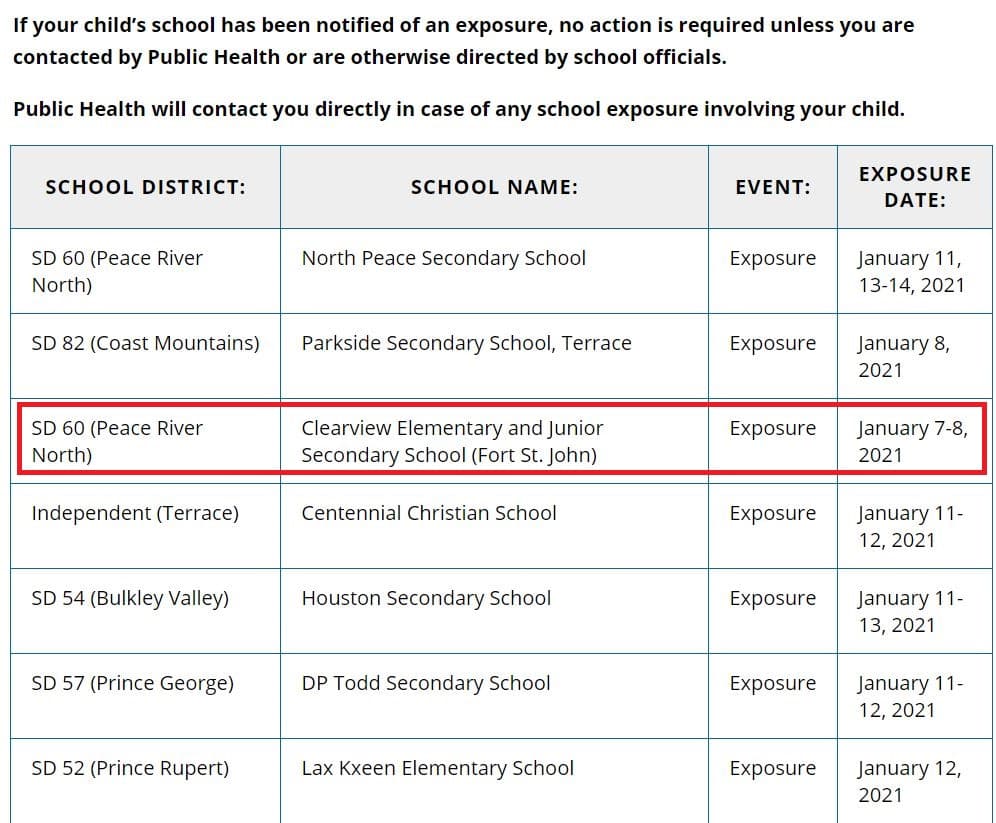 If your child’s school has been notified of an exposure, no action is required unless you are
contacted by Public Health or are otherwise directed by school officials.
Public Health will contact you directly in case of any school exposure involving your child.
SCHOOL DISTRICT:
SCHOOL NAME:
EVENT:
EXPOSURE
DATE:
SD 60 (Peace River
North)
North Peace Secondary School
Exposure
January 11,
13-14, 2021
SD 82 (Coast Mountains)
Parkside Secondary School, Terrace
Exposure
January 8,
2021
SD 60 (Peace River
North)
Clearview Elementary and Junior
Secondary School (Fort St. John)
Exposure
January 7-8,
2021
Independent (Terrace)
Centennial Christian School
Exposure
January 11-
12, 2021
SD 54 (Bulkley Valley)
Houston Secondary School
Exposure
January 11-
13, 2021
SD 57 (Prince George)
DP Todd Secondary School
Exposure
January 11-
12, 2021
SD 52 (Prince Rupert)
Lax Kxeen Elementary School
Exposure
January 12,
2021